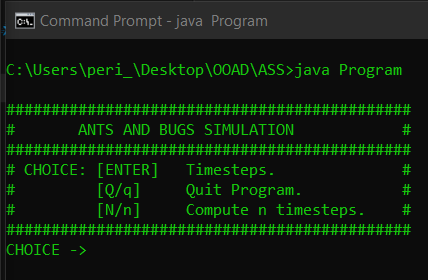 Command Prompt - java  Program
C:\Users\peri_\Desktop\OOAD\ASS>java Program
#############################################
#       ANTS AND BUGS SIMULATION            #
#############################################
# CHOICE: [ENTER]   Timesteps.              #
#         [Q/q]     Quit Program.           #
#         [N/n]     Compute n timesteps.    #
#############################################
CHOICE ->